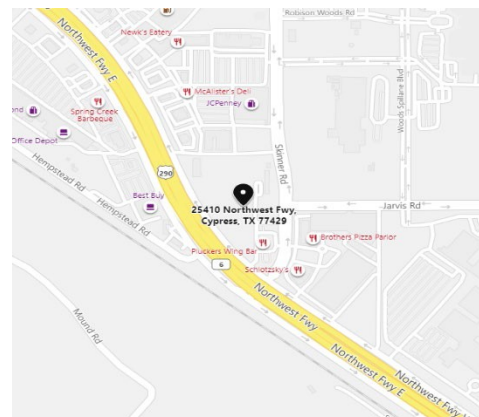 Robison Woods Rd
Newk's Eatery
Northwest Fwy E
McAlister's Deli
JCPenney
Woods Spillane Blvd
Spring Creek
Barbeque
Office Depot
Hempstead Rd
Skinner Rd
290
Best Buy
Hempstead Rd
25410 Northwest Fwy,
Cypress, TX 77429
Jarvis Rd
Pluckers Wing Bar
Brothers Pizza Parlor
6
Schlotzsky's
Northwest Fwy
Mound Rd
Northwest Fwy E
Northwest Fwy